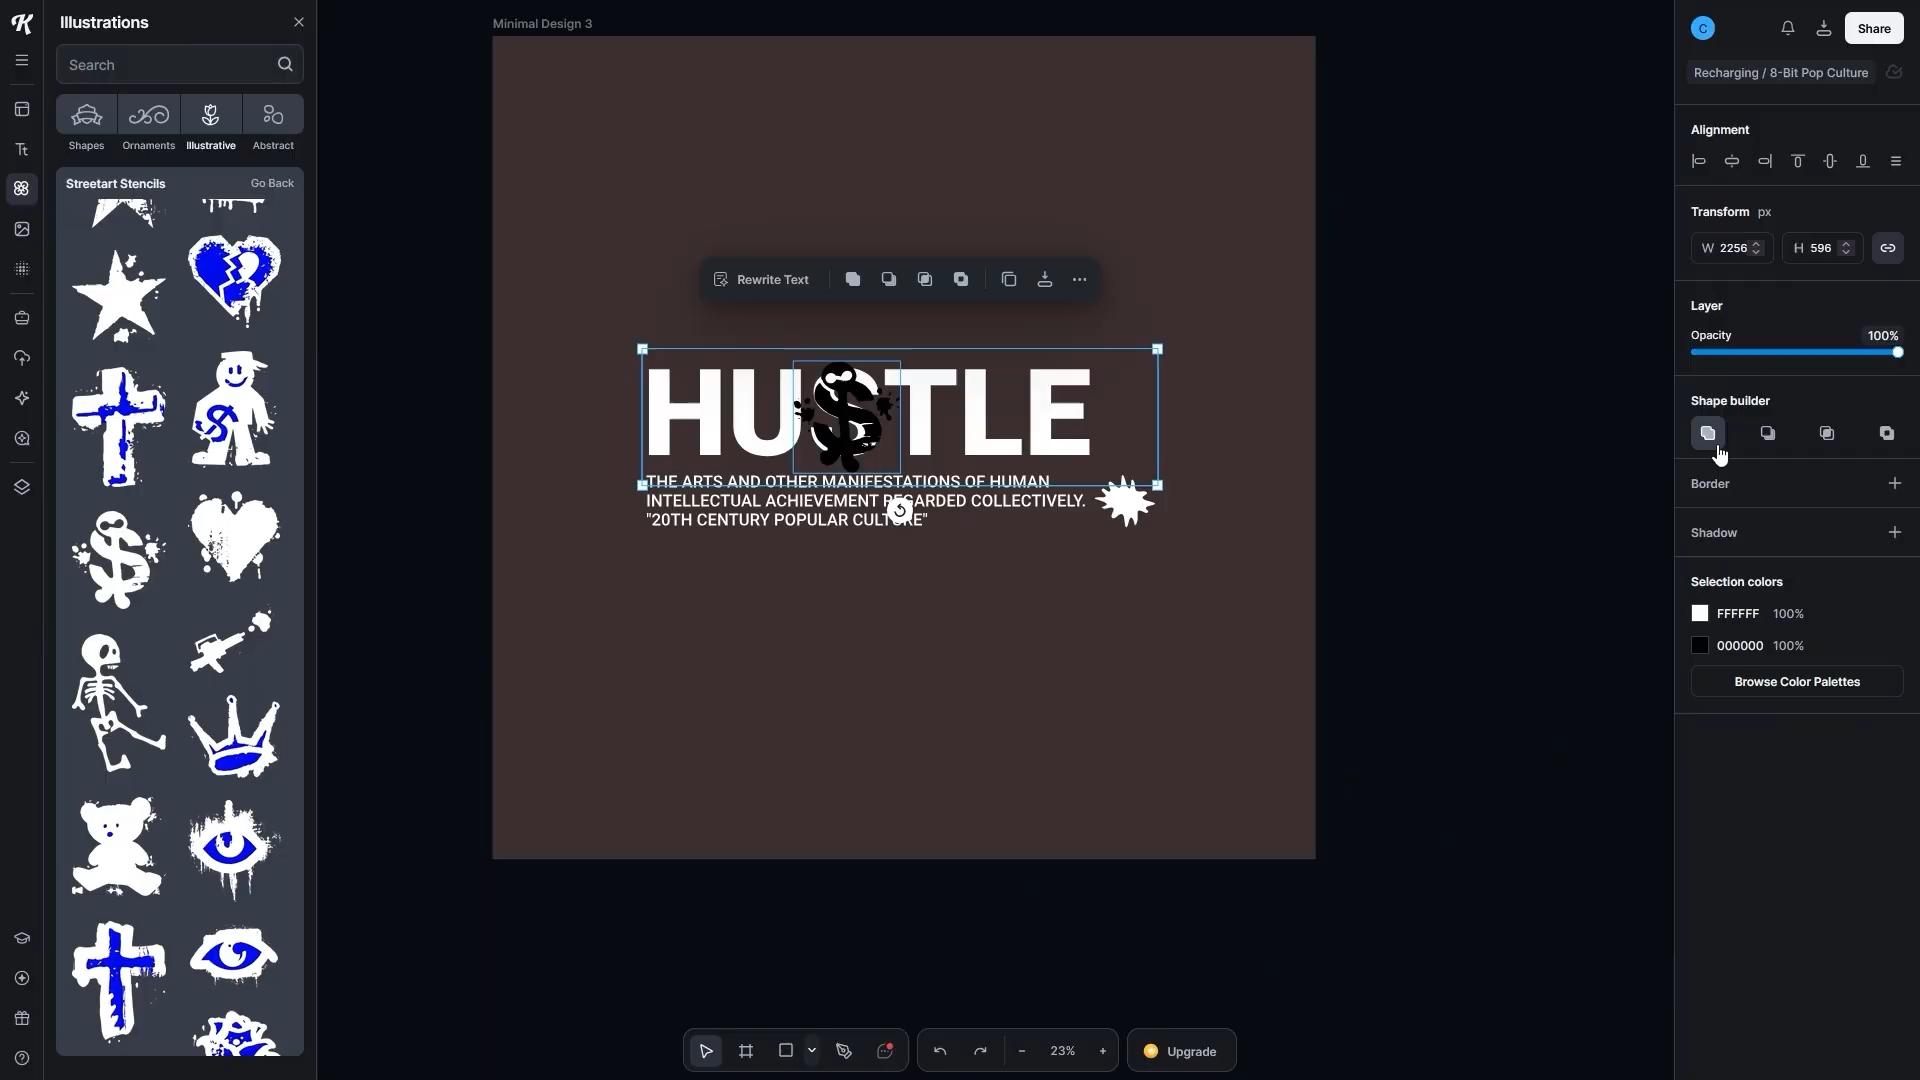 Illustrations
Search
Shapes
Ornaments
Illustrative
Abstract
Streetart Stencils
Go Back
Minimal Design 3
Rewrite Text
HU$TLE
THE ARTS AND OTHER MANIFESTATIONS OF HUMAN
INTELLECTUAL ACHIEVEMENT REGARDED COLLECTIVELY.
"20TH CENTURY POPULAR CULTURE"
23%
Upgrade
C
Share
Recharging / 8-Bit Pop Culture
Alignment
Transform px
W 2256
H 596
Layer
Opacity 100%
Shape builder
Border
Shadow
Selection colors
FFFFFF 100%
000000 100%
Browse Color Palettes